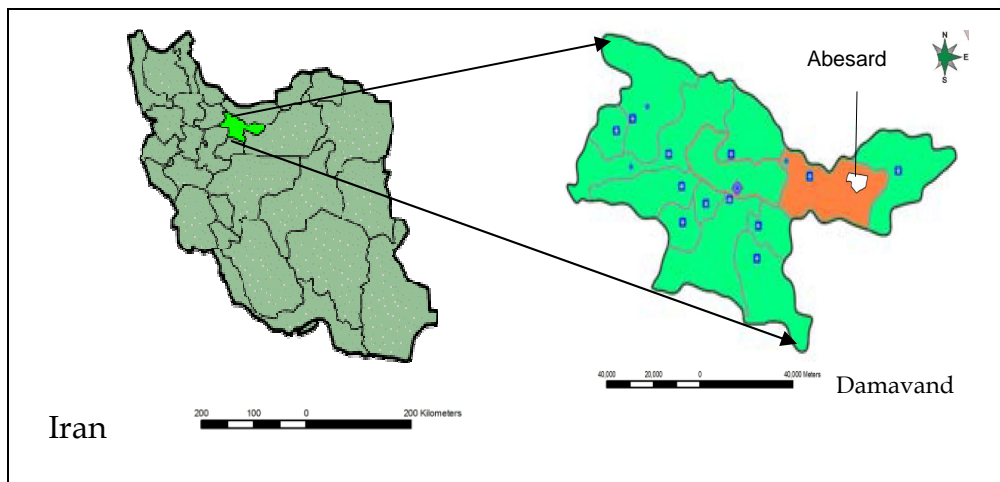 N
E
S
Abesard
40,000 20,000 0 40,000 Meters
Damavand
200 100 0 200 Kilometers
Iran